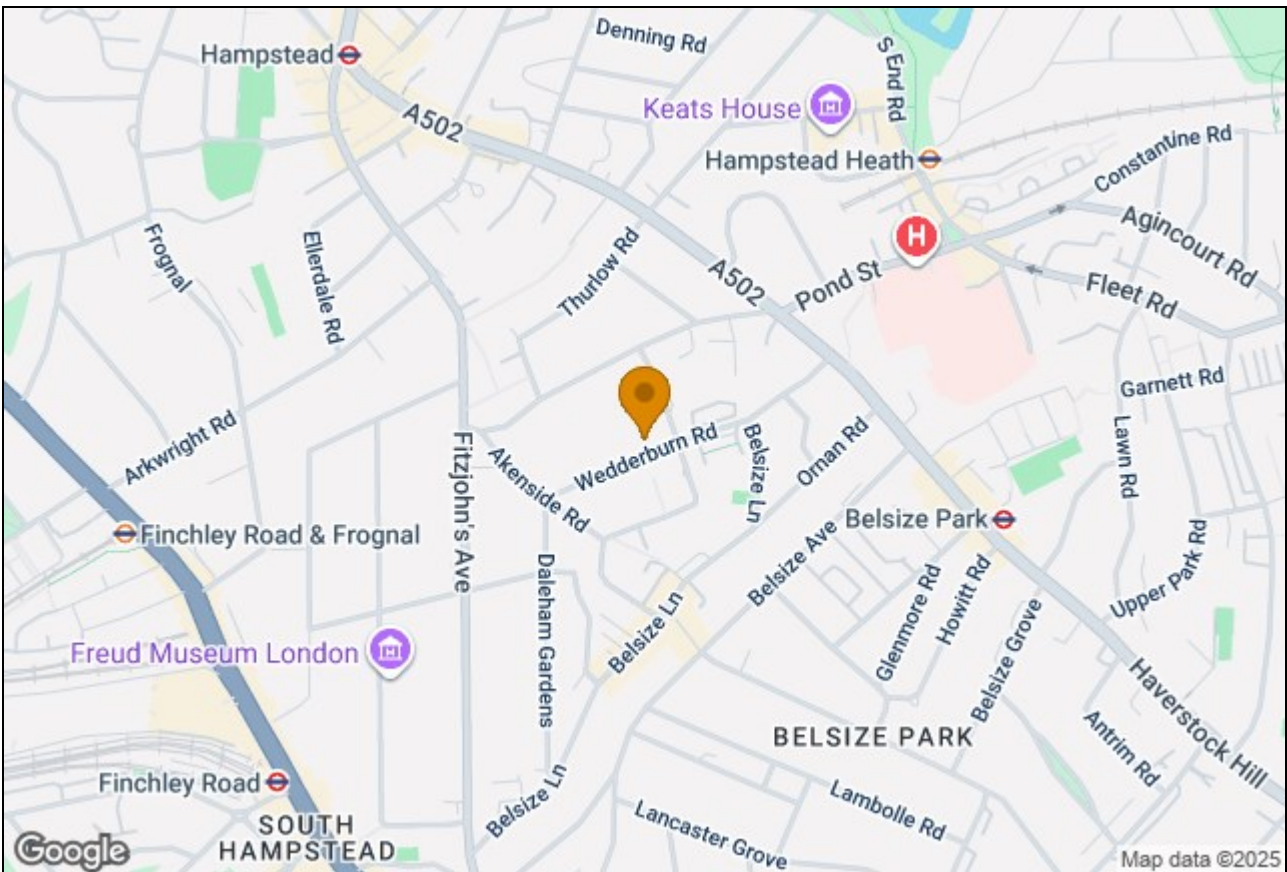 Denning Rd
Hampstead
S End Rd
Keats House
A502
Hampstead Heath
Constantine Rd
H
Agincourt Rd
Frognal
Ellerdale Rd
Thurlow Rd
A502
Pond St
Fleet Rd
Garnett Rd
Arkwright Rd
Fitzjohn's Ave
Akenside Rd
Wedderburn Rd
Belsize Ln
Ornan Rd
Lawn Rd
Finchley Road & Frognal
Belsize Park
Belsize Ave
Upper Park Rd
Daleham Gardens
Glenmore Rd
Howitt Rd
Belsize Grove
Belsize Ln
Freud Museum London
Haverstock Hill
BELSIZE PARK
Antrim Rd
Finchley Road
Belsize Ln
Lambolle Rd
Lancaster Grove
SOUTH
HAMPSTEAD
Google
Map data ©2025